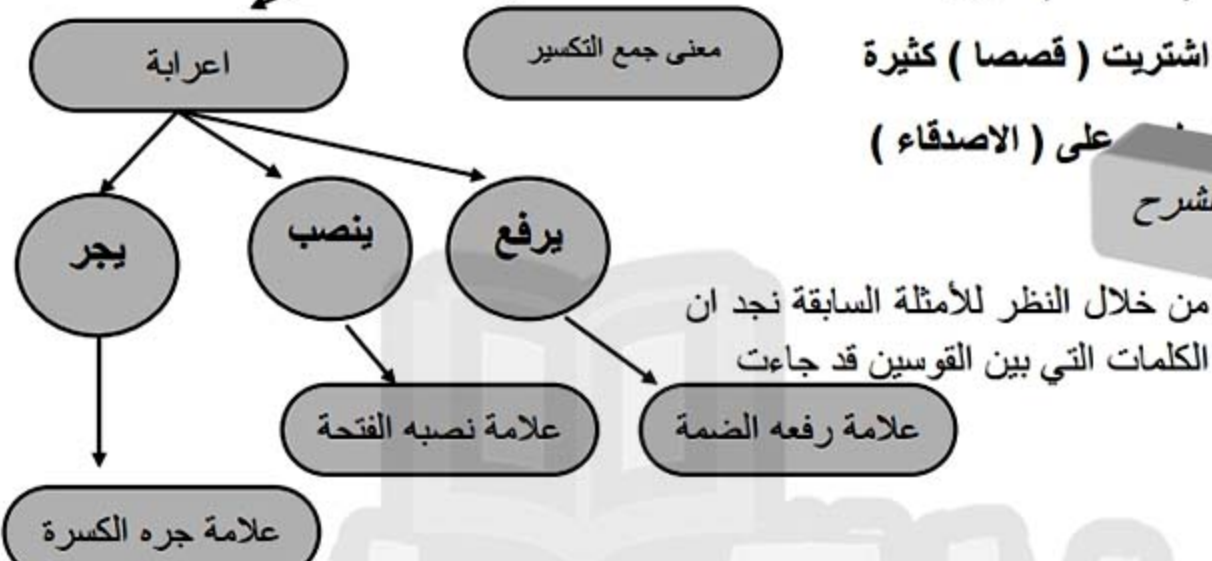 اشتريت ( قصصا ) كثيرة
على ( الاصدقاء )
من خلال النظر للأمثلة السابقة نجد ان
الكلمات التي بين القوسين قد جاءت
معنى جمع التكسير
اعرابة
يرفع
ينصب
يجر
علامة رفعه الضمة
علامة نصبه الفتحة
علامة جره الكسرة